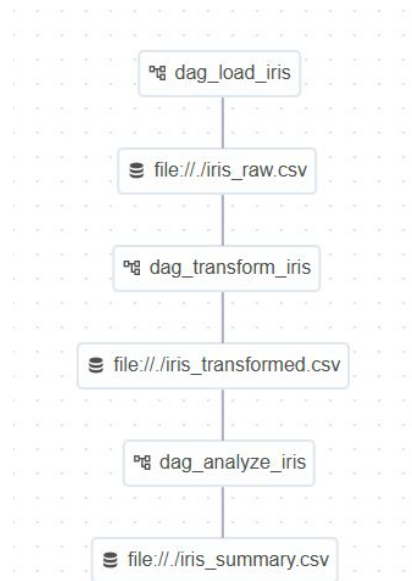 dag_load_iris
file://./iris_raw.csv
dag_transform_iris
file://./iris_transformed.csv
dag_analyze_iris
file://./iris_summary.csv